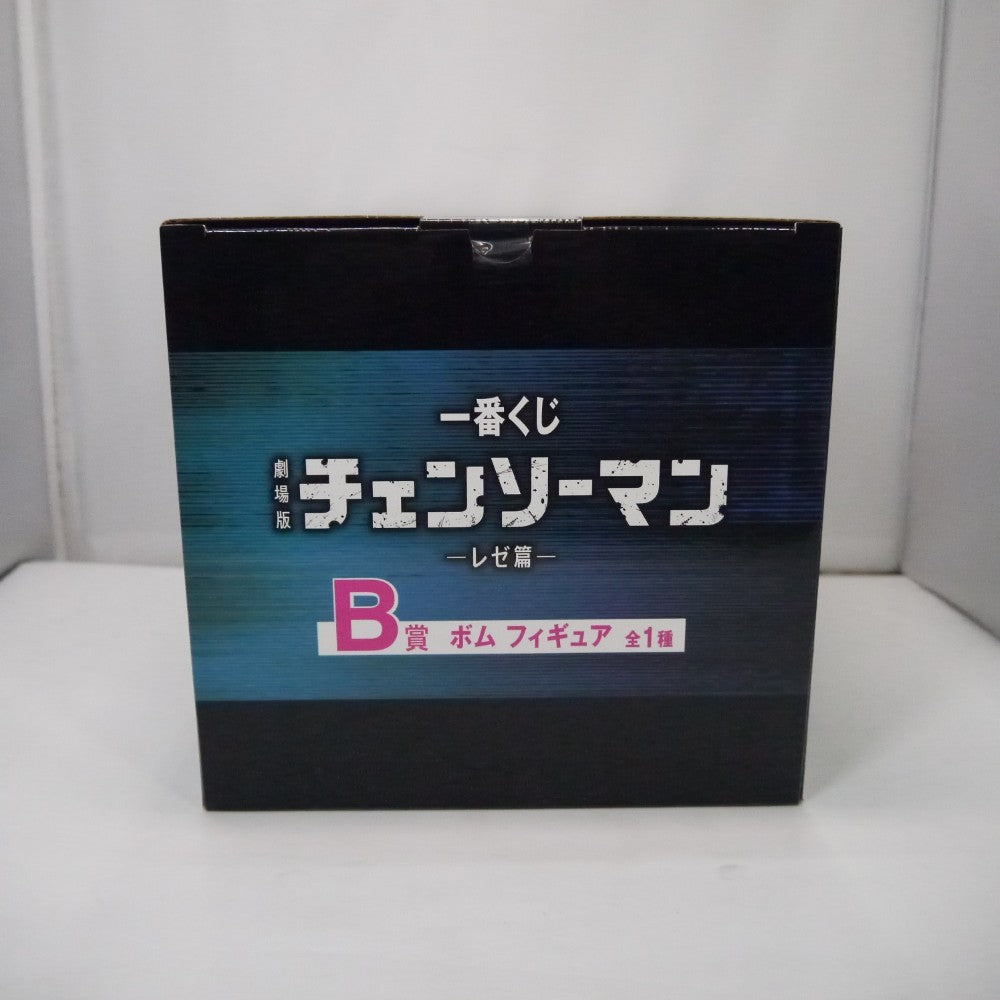 一番くじ
劇場版 チェンソーマン
—レゼ篇—
B賞 ボム フィギュア 全1種